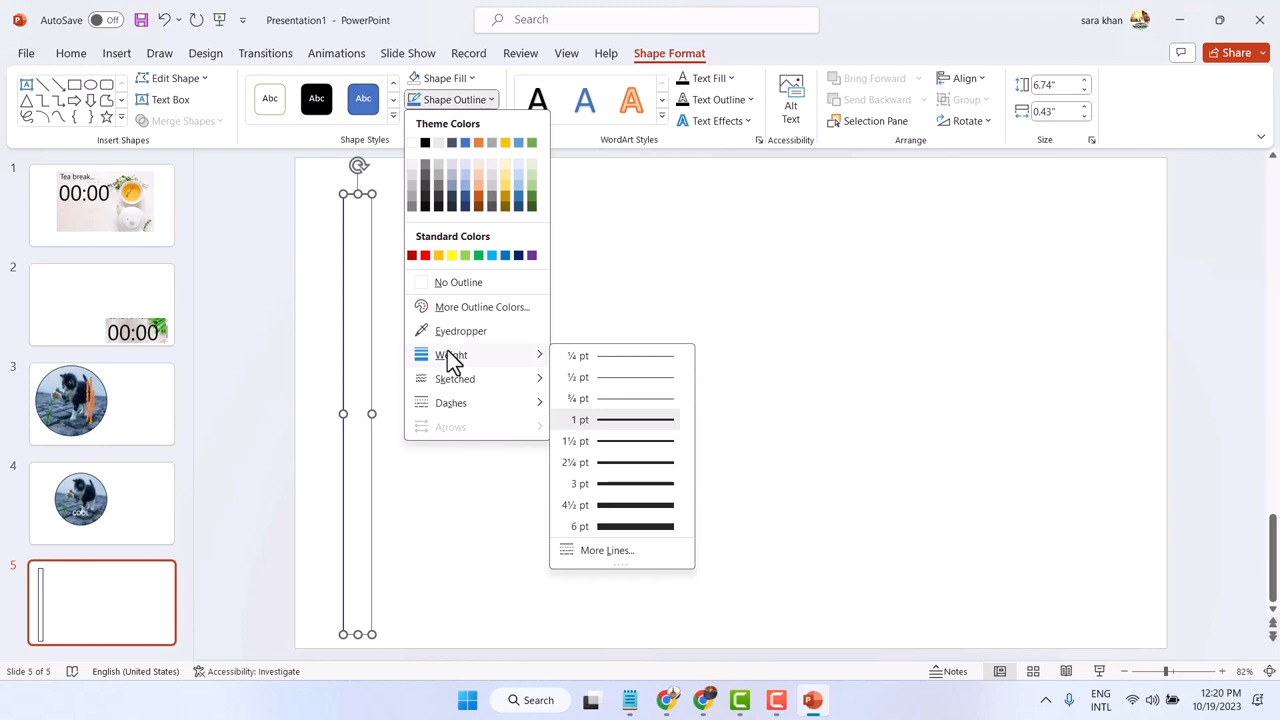 AutoSave Off Presentation1 - PowerPoint Search sara khan
File Home Insert Draw Design Transitions Animations Slide Show Record Review View Help Shape Format Share
Edit Shape
Text Box
Merge Shapes
Insert Shapes
Abc Abc Abc
Shape Styles
Shape Fill
Shape Outline
A A A
WordArt Styles
Text Fill
Text Outline
Text Effects
Alt
Text
Accessibility
Bring Forward
Send Backward
Selection Pane
Align
Group
Rotate
Arrange
6.74"
0.43"
Size
Theme Colors
Standard Colors
No Outline
More Outline Colors...
Eyedropper
Weight
Sketched
Dashes
Arrows
¼ pt
½ pt
¾ pt
1 pt
1½ pt
2¼ pt
3 pt
4½ pt
6 pt
More Lines...
1
Tea break...
00:00
2
00:00
3
4
cool
5
Slide 5 of 5 English (United States) Accessibility: Investigate Notes 82%
Search
ENG
INTL
12:20 PM
10/19/2023